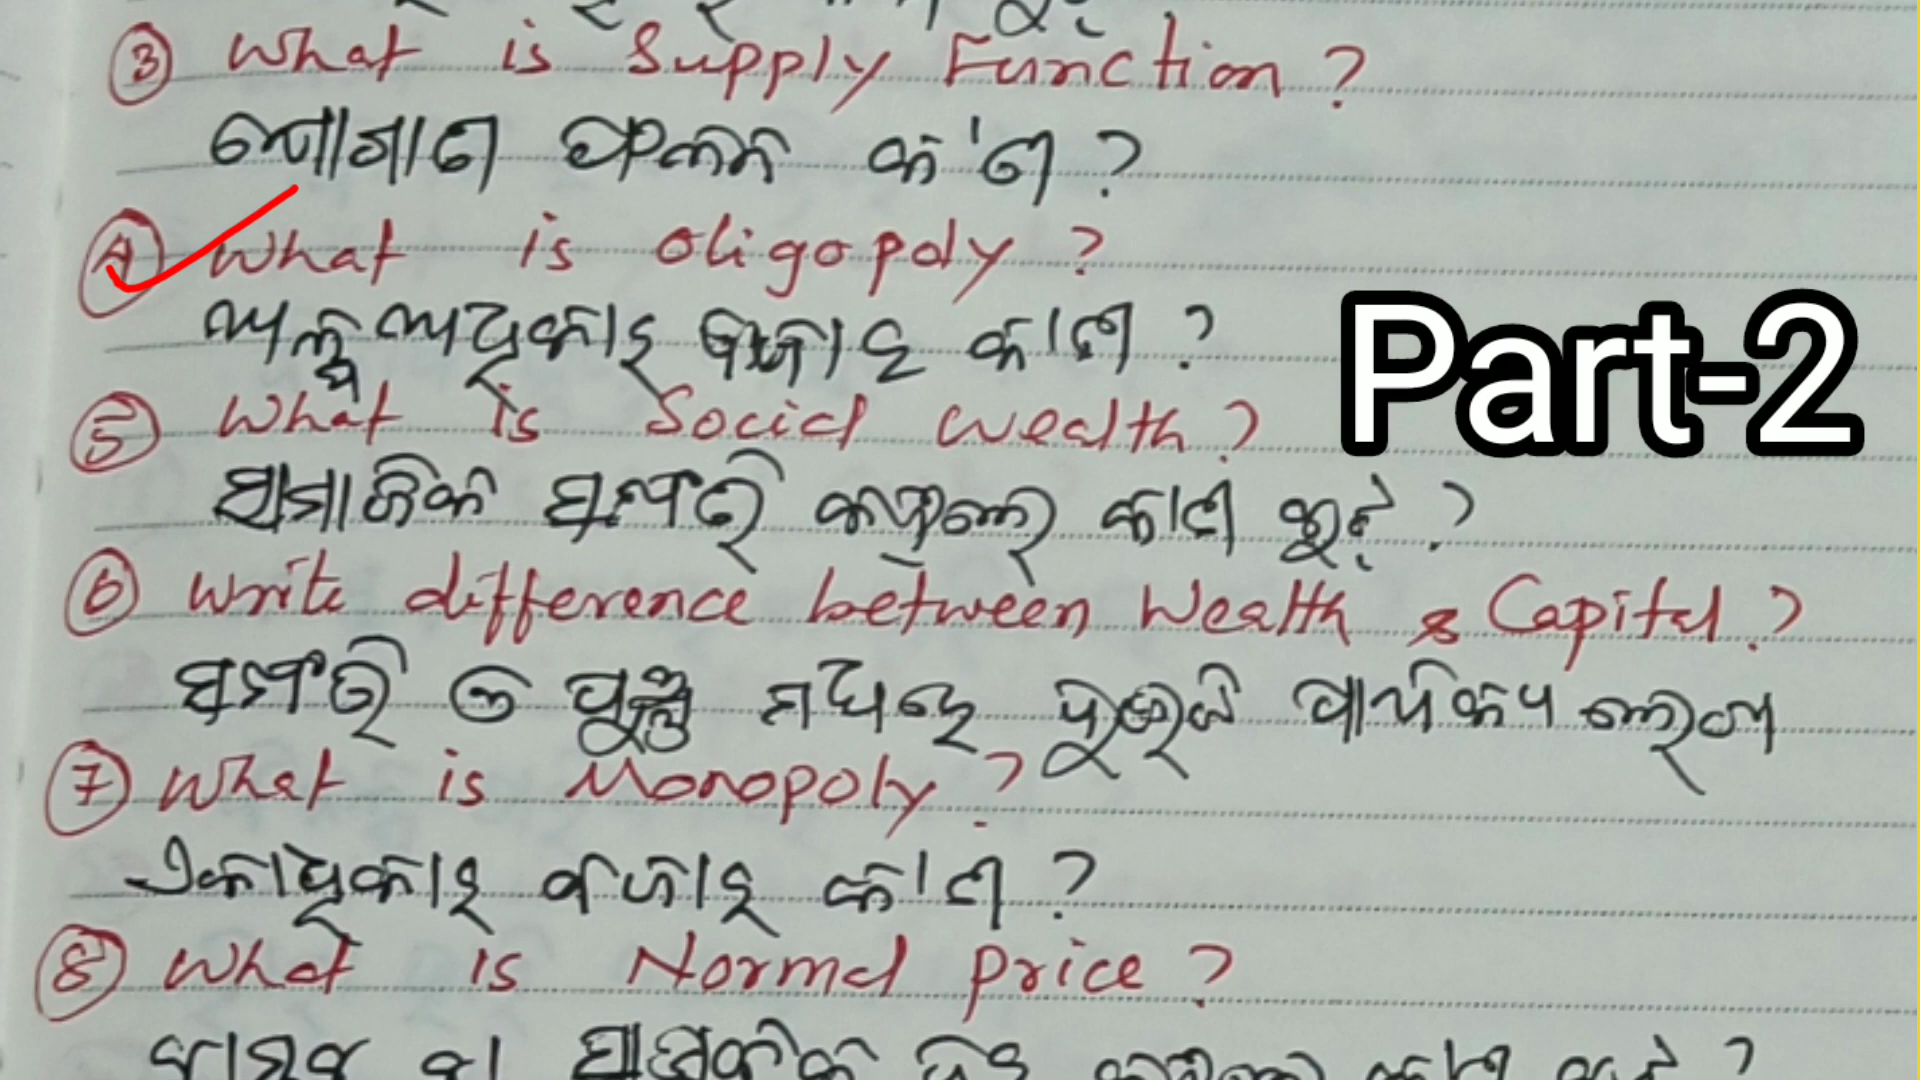 ③ What is Supply Function ?
ଯୋଗାଣ ଫଳନ କ'ଣ ?
④ What is Oligopoly ?
ଅଳ୍ପ ଅଧିକାର ବଜାର କ'ଣ ?
Part-2
⑤ What is Social Wealth ?
ସାମାଜିକ ସମ୍ପତ୍ତି କହିଲେ କ'ଣ ବୁଝ ?
⑥ Write difference between Wealth & Capital ?
ସମ୍ପତ୍ତି ଓ ପୁଞ୍ଜି ମଧ୍ୟରେ ଦୁଇଟି ପାର୍ଥକ୍ୟ ଲେଖ
⑦ What is Monopoly ?
ଏକାଧିକାର ବଜାର କ'ଣ ?
⑧ What is Normal price ?